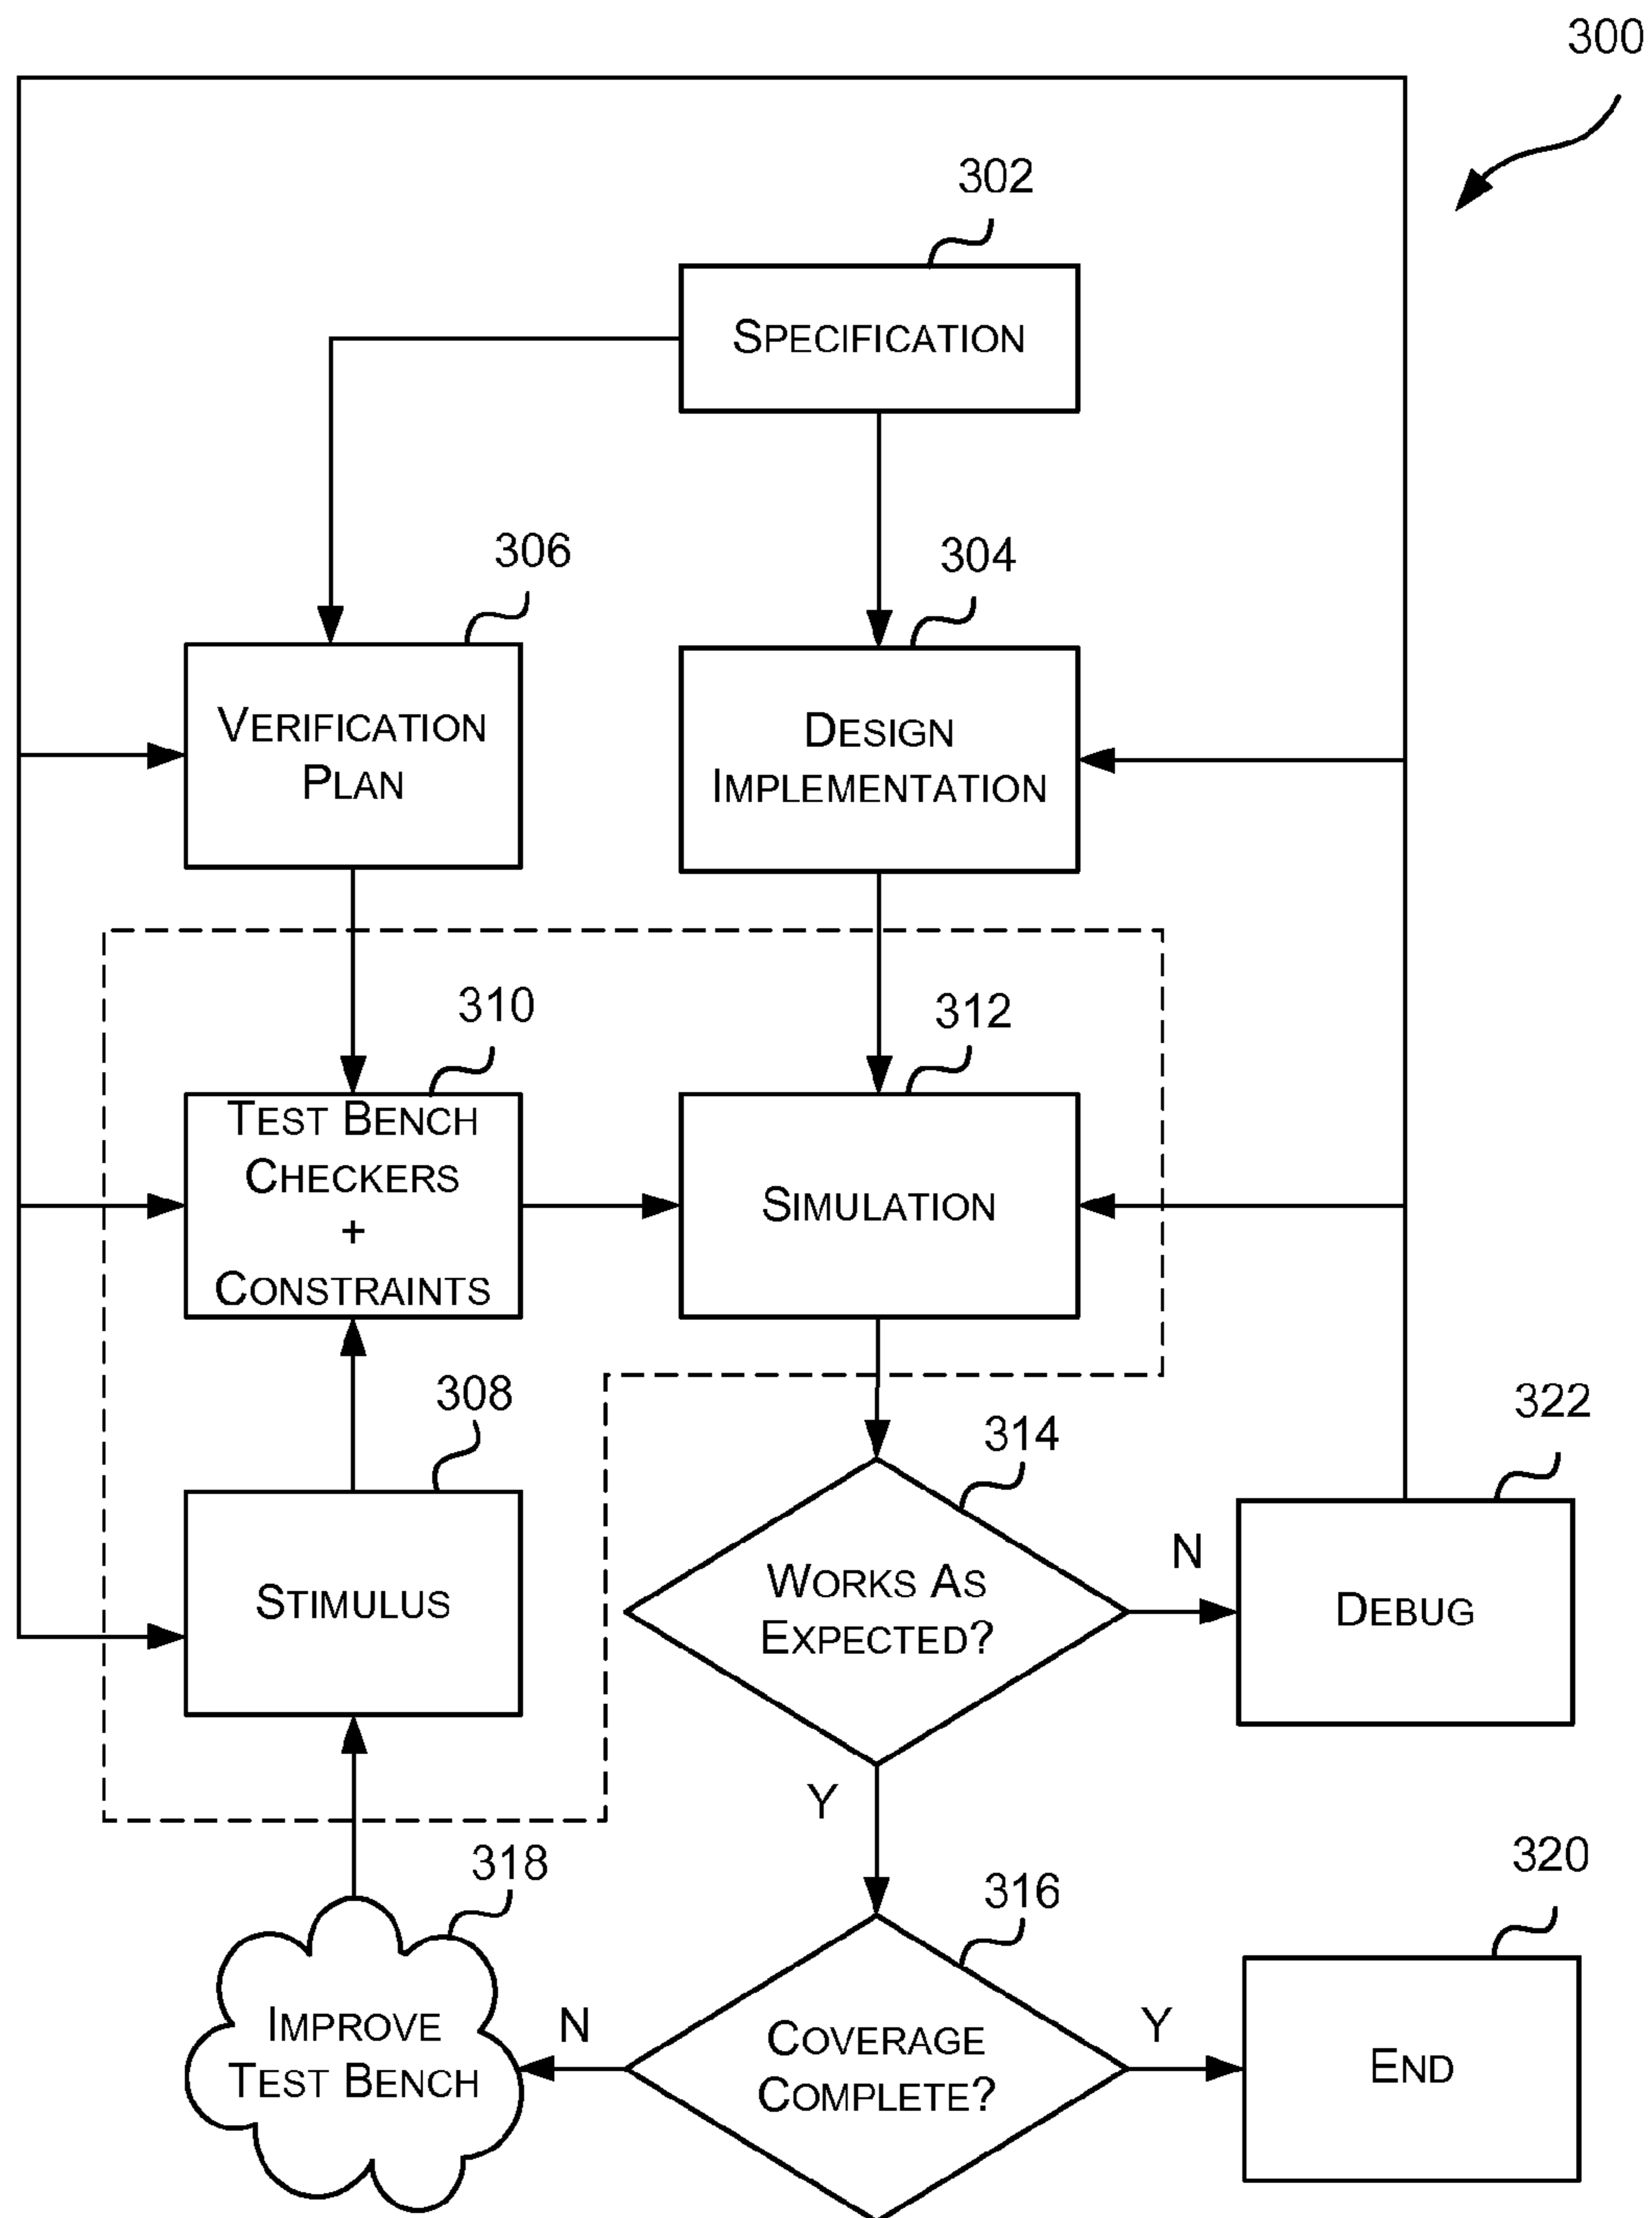 300
302
SPECIFICATION
306
304
VERIFICATION
PLAN
DESIGN
IMPLEMENTATION
310
312
TEST BENCH
CHECKERS
+
CONSTRAINTS
SIMULATION
308
314
322
STIMULUS
WORKS AS
EXPECTED?
N
DEBUG
Y
318
316
320
IMPROVE
TEST BENCH
N
COVERAGE
COMPLETE?
Y
END